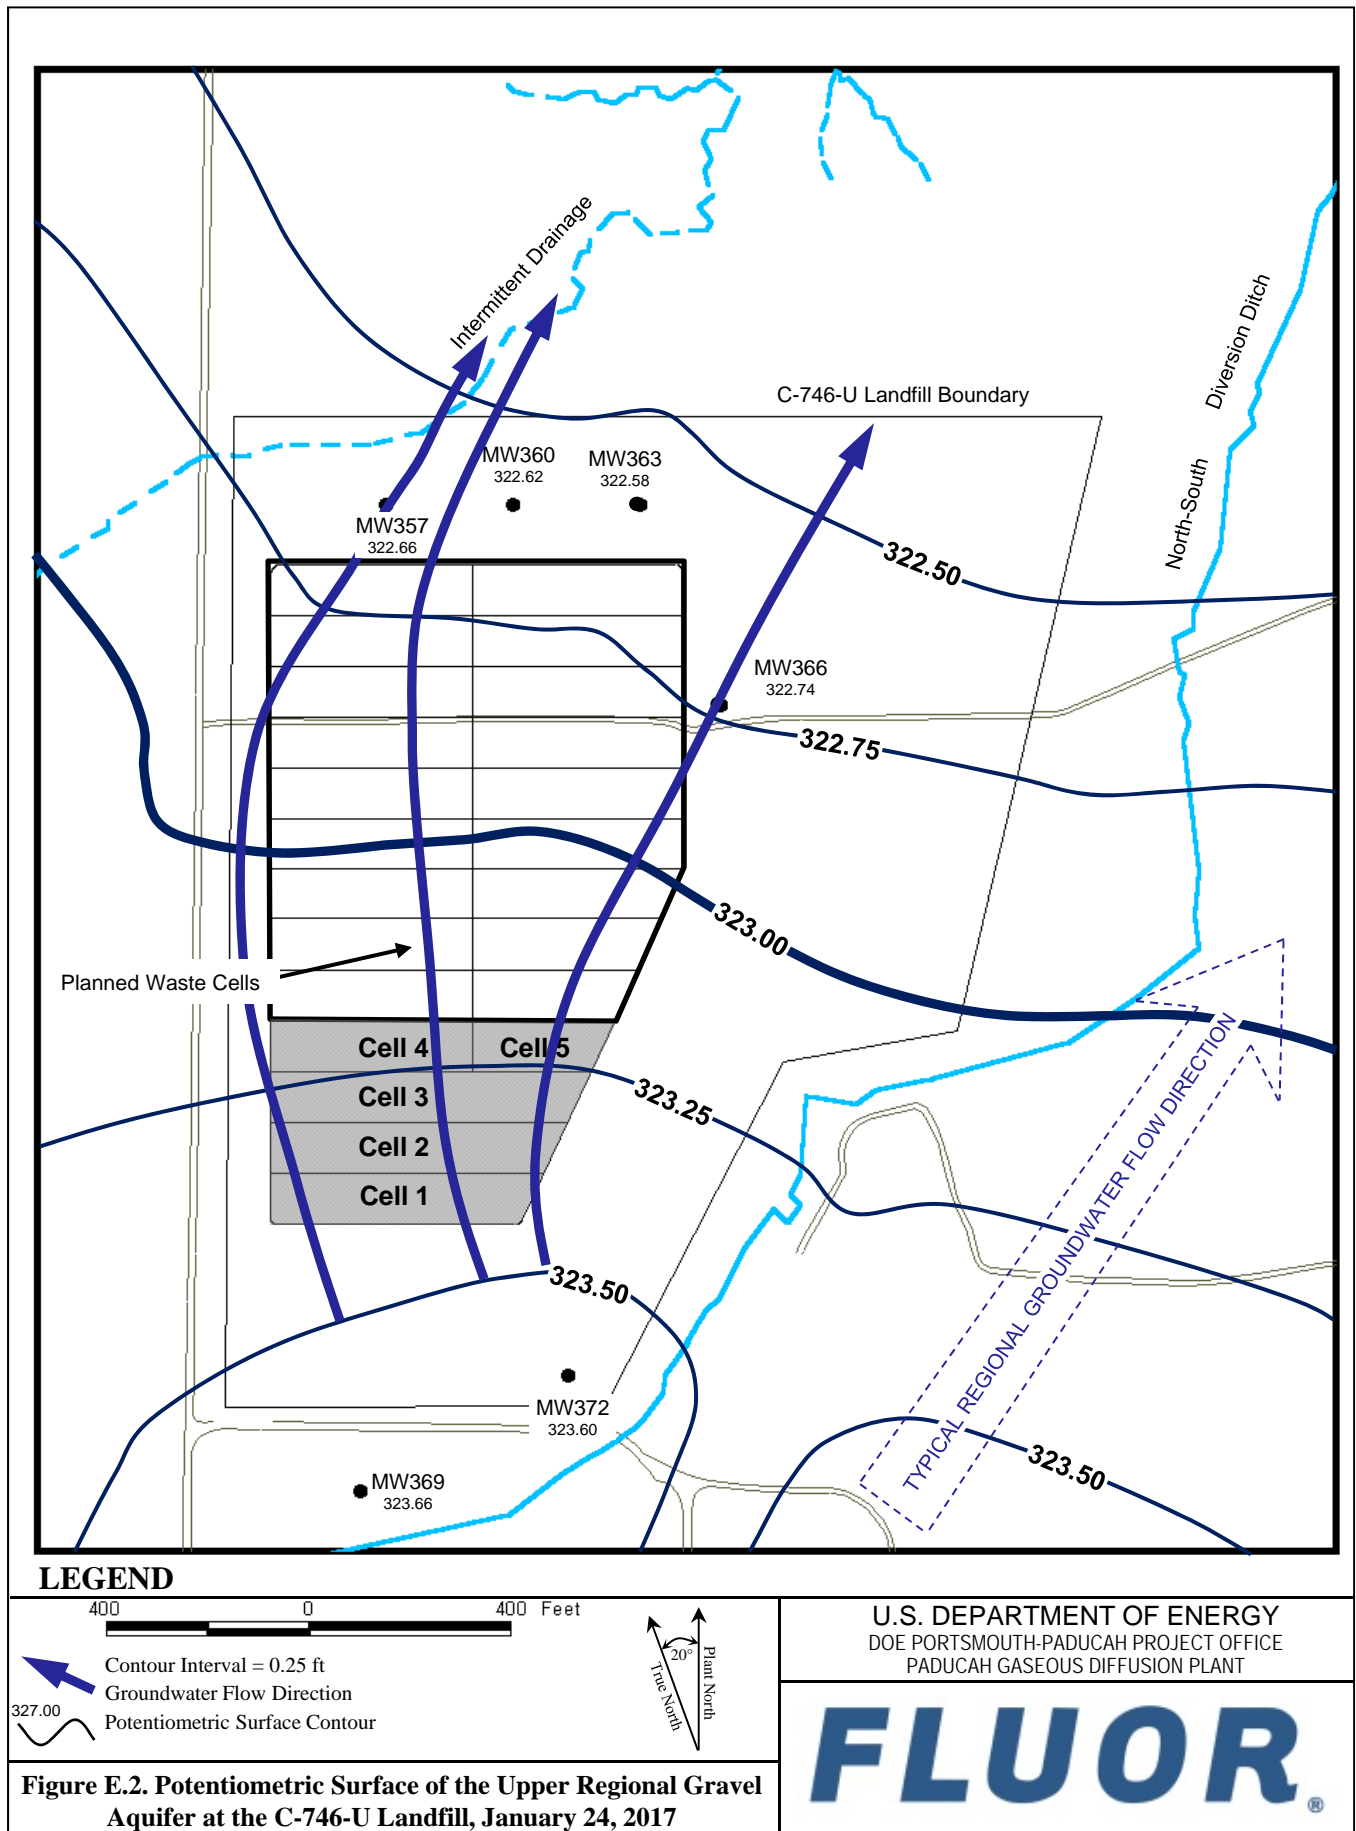 Intermittent Drainage
Diversion Ditch
North-South
C-746-U Landfill Boundary
MW360
322.62
MW363
322.58
MW357
322.66
322.50
MW366
322.74
322.75
323.00
Planned Waste Cells
Cell 4
Cell 5
Cell 3
Cell 2
Cell 1
323.25
323.50
TYPICAL REGIONAL GROUNDWATER FLOW DIRECTION
MW372
323.60
MW369
323.66
323.50
LEGEND
400 0 400 Feet
Contour Interval = 0.25 ft
Groundwater Flow Direction
327.00
Potentiometric Surface Contour
20°
True North
Plant North
U.S. DEPARTMENT OF ENERGY
DOE PORTSMOUTH-PADUCAH PROJECT OFFICE
PADUCAH GASEOUS DIFFUSION PLANT
FLUOR®
Figure E.2. Potentiometric Surface of the Upper Regional Gravel
Aquifer at the C-746-U Landfill, January 24, 2017